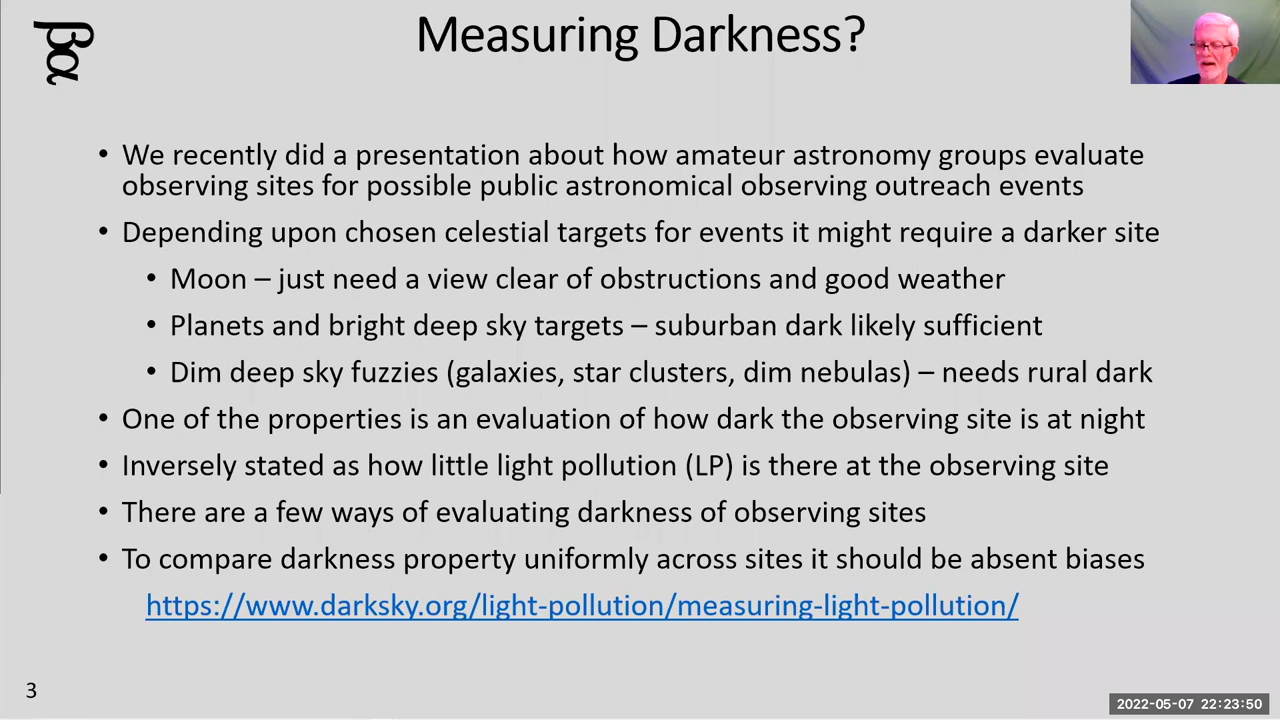 βα
Measuring Darkness?
• We recently did a presentation about how amateur astronomy groups evaluate
observing sites for possible public astronomical observing outreach events
• Depending upon chosen celestial targets for events it might require a darker site
• Moon – just need a view clear of obstructions and good weather
• Planets and bright deep sky targets – suburban dark likely sufficient
• Dim deep sky fuzzies (galaxies, star clusters, dim nebulas) – needs rural dark
• One of the properties is an evaluation of how dark the observing site is at night
• Inversely stated as how little light pollution (LP) is there at the observing site
• There are a few ways of evaluating darkness of observing sites
• To compare darkness property uniformly across sites it should be absent biases
https://www.darksky.org/light-pollution/measuring-light-pollution/
3
2022-05-07 22:23:50